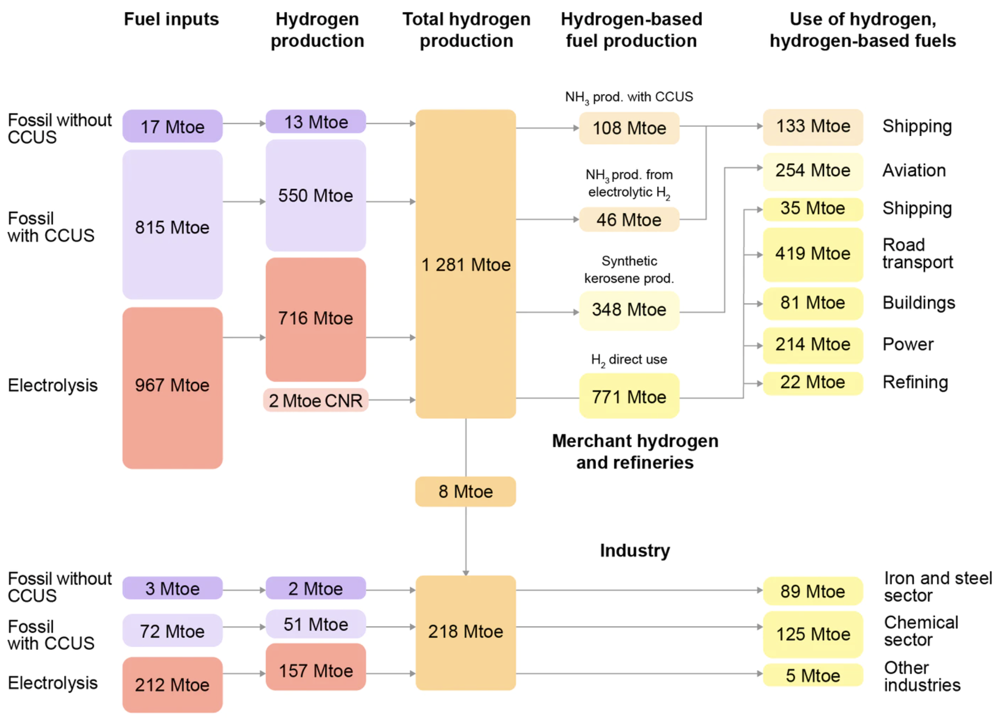 Fuel inputs
Hydrogen
production
Total hydrogen
production
Hydrogen-based
fuel production
Use of hydrogen,
hydrogen-based fuels
Fossil without
CCUS
17 Mtoe
13 Mtoe
Fossil
with CCUS
815 Mtoe
550 Mtoe
Electrolysis
967 Mtoe
716 Mtoe
2 Mtoe CNR
1 281 Mtoe
NH3 prod. with CCUS
108 Mtoe
NH3 prod. from
electrolytic H2
46 Mtoe
Synthetic
kerosene prod.
348 Mtoe
H2 direct use
771 Mtoe
133 Mtoe
Shipping
254 Mtoe
Aviation
35 Mtoe
Shipping
419 Mtoe
Road
transport
81 Mtoe
Buildings
214 Mtoe
Power
22 Mtoe
Refining
Merchant hydrogen
and refineries
8 Mtoe
Industry
Fossil without
CCUS
3 Mtoe
2 Mtoe
Fossil
with CCUS
72 Mtoe
51 Mtoe
Electrolysis
212 Mtoe
157 Mtoe
218 Mtoe
89 Mtoe
Iron and steel
sector
125 Mtoe
Chemical
sector
5 Mtoe
Other
industries